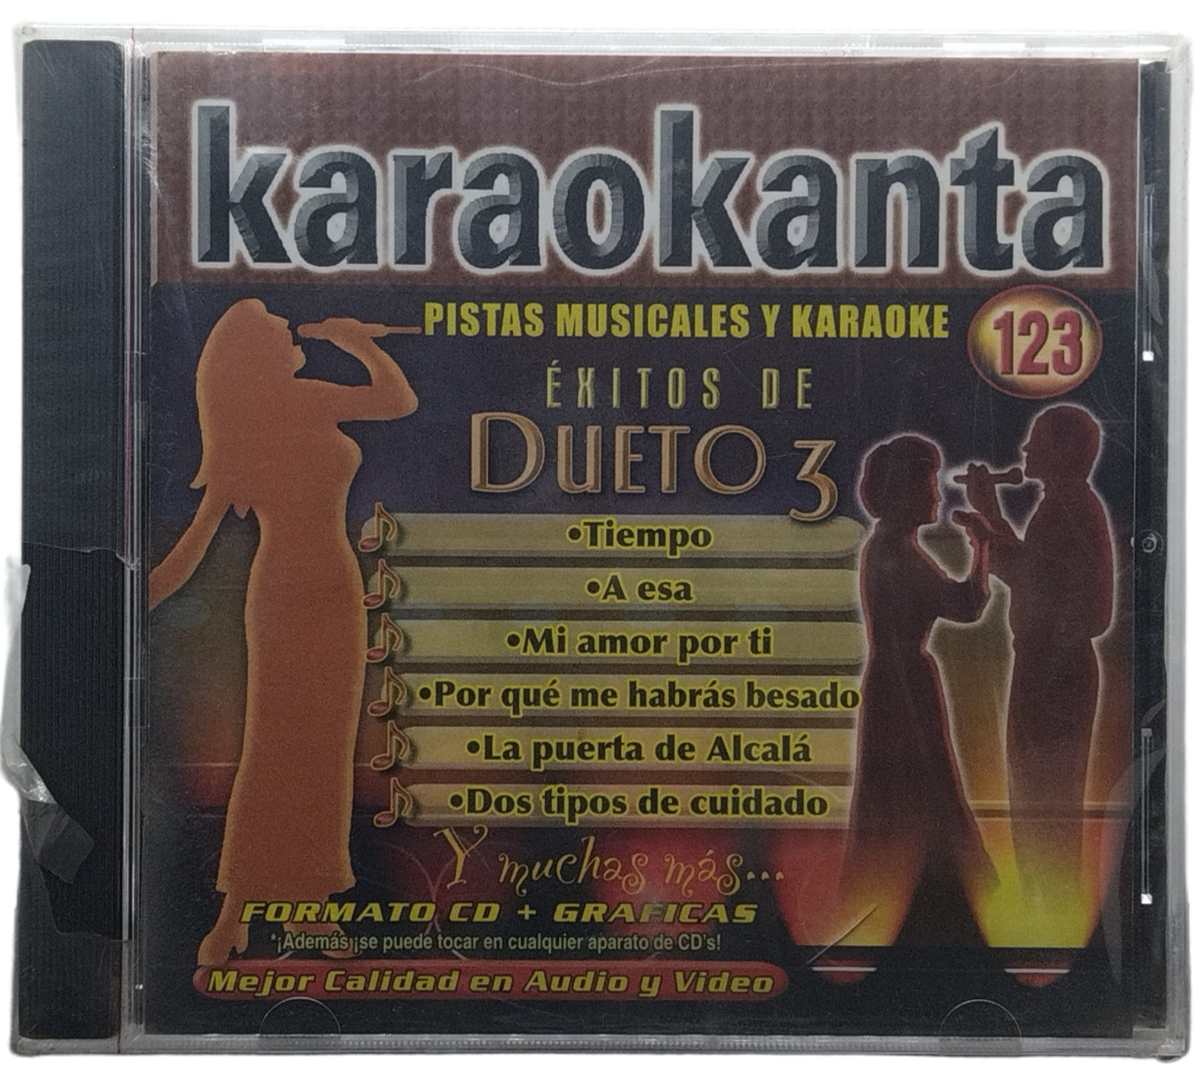 karaokanta
PISTAS MUSICALES Y KARAOKE
123
ÉXITOS DE
DUETO 3
•Tiempo
•A esa
•Mi amor por ti
•Por qué me habrás besado
•La puerta de Alcalá
•Dos tipos de cuidado
Y muchas más...
FORMATO CD + GRAFICAS
*¡Además ¡se puede tocar en cualquier aparato de CD's!
Mejor Calidad en Audio y Video